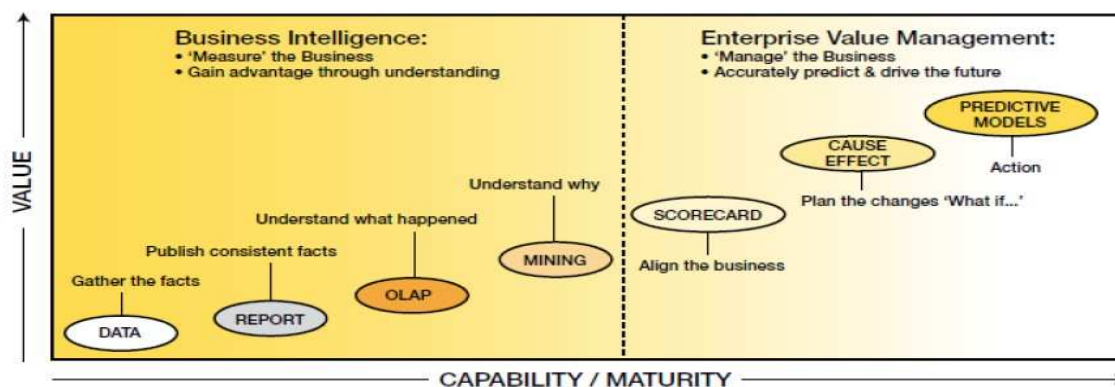 Business Intelligence:
• ‘Measure’ the Business
• Gain advantage through understanding
Enterprise Value Management:
• ‘Manage’ the Business
• Accurately predict & drive the future
VALUE
Gather the facts
DATA
Publish consistent facts
REPORT
Understand what happened
OLAP
Understand why
MINING
SCORECARD
Align the business
CAUSE
EFFECT
Plan the changes ‘What if...’
PREDICTIVE
MODELS
Action
CAPABILITY / MATURITY